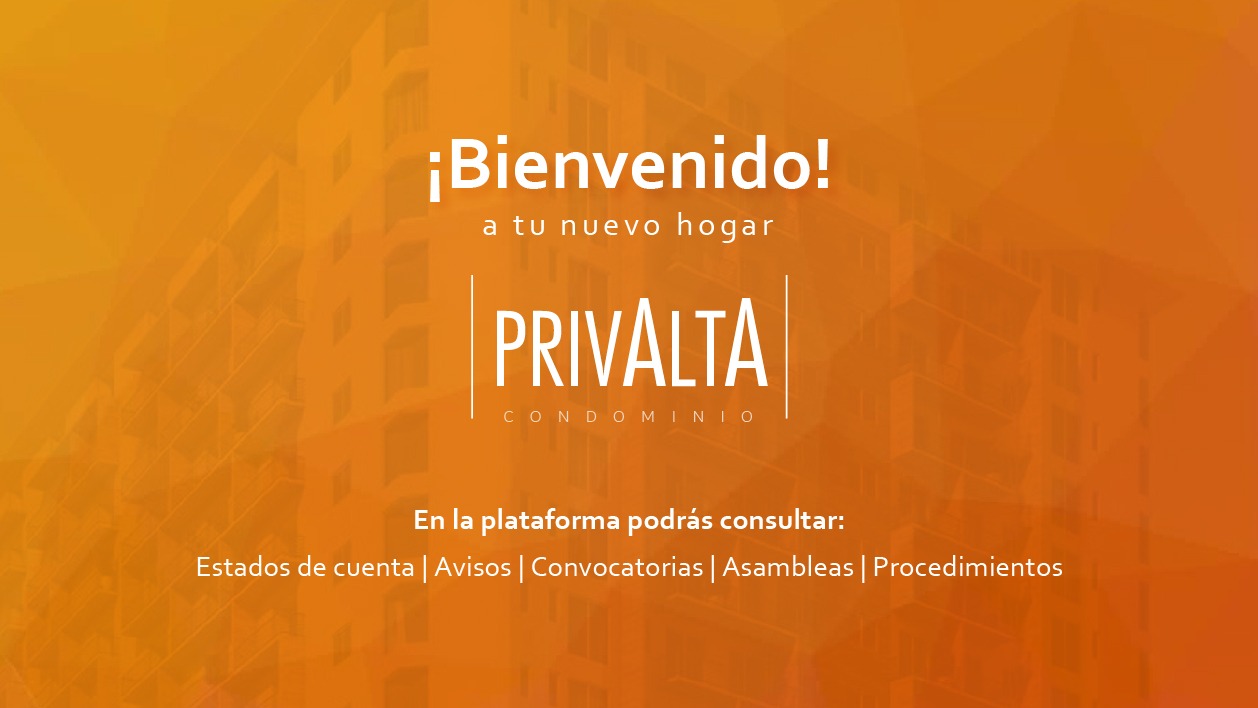 ¡Bienvenido!
a tu nuevo hogar
PRIVALTA
CONDOMINIO
En la plataforma podrás consultar:
Estados de cuenta | Avisos | Convocatorias | Asambleas | Procedimientos